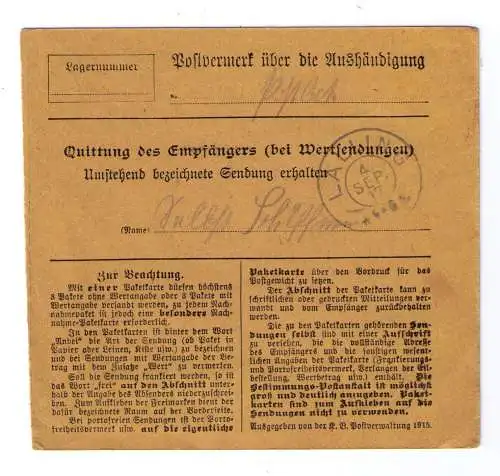 Lagernummer
Postvermerk über die Aushändigung
Quittung des Empfängers (bei Wertsendungen)
Umstehend bezeichnete Sendung erhalten
LALLING
4
SEP.
(Name)
Zur Beachtung.
Mit einer Paketkarte dürfen höchstens
3 Pakete ohne Wertangabe oder 3 Pakete mit
Wertangabe versandt werden, zu jedem Nach-
nahmepaket ist jedoch eine besondere Nach-
nahme-Paketkarte erforderlich.
In den Paketkarten ist hinter dem Wort
„Anbei“ die Art der Sendung (ob Paket in
Papier oder Leinen, Kiste usw.) zu bezeichnen
und bei Sendungen mit Wertangabe der Be-
trag mit dem Zusatze „Wert“ zu vermerken.
Soll die Sendung frankiert werden, so ist
das Wort „frei“ auf den Abschnitt unter-
halb der Angabe des Absenders niederzuschrei-
ben. Zum Aufkleben der Freimarken dient der
dafür bezeichnete Raum auf der Vorderseite.
Bei portofreien Sendungen ist der Porto-
freiheitsvermerk usw. auf die eigentliche
Paketkarte über den Vordruck für das
Postgewicht zu setzen.
Der Abschnitt der Paketkarte kann zu
schriftlichen oder gedruckten Mitteilungen ver-
wendt und vom Empfänger zurückbehalten
werden.
Die zu den Paketkarten gehörenden Sen-
dungen selbst sind mit einer Aufschrift
zu versehen, die die vollständige Adresse
des Empfängers und die sonstigen wesent-
lichen Angaben der Paketkarte (Frankierungs-
und Portofreiheitsvermerk, Verlangen der Eil-
bestellung, Wertbetrag usw.) enthält. Die
Bestimmungs-Postanstalt ist möglichst
groß und deutlich anzugeben. Paket-
karten sind zum Aufkleben auf die
Sendungen nicht zu verwenden.
Ausgegeben von der K. B. Postverwaltung 1915.